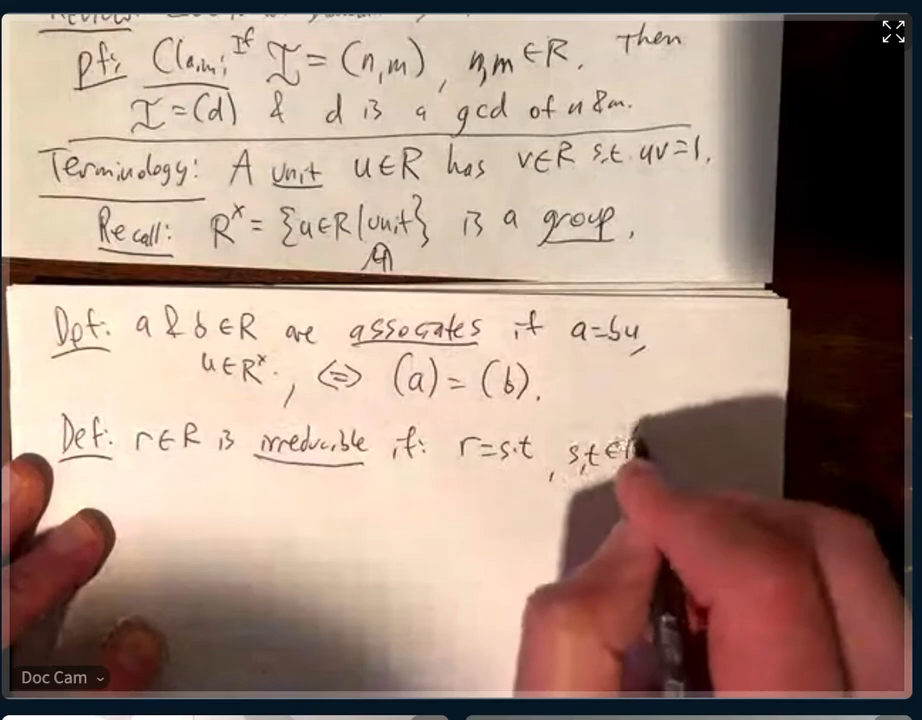 Review:
Pf: Claim: If I = (n,m), n,m ∈ R. Then
I = (d) & d is a gcd of n & m.
Terminology: A unit u ∈ R has v ∈ R s.t. uv = 1.
Recall: R^x = {u ∈ R | unit} is a group.
Def: a & b ∈ R are associates if a = bu,
u ∈ R^x. , ⟺ (a) = (b).
Def: r ∈ R is irreducible if: r = s·t , s,t ∈
Doc Cam